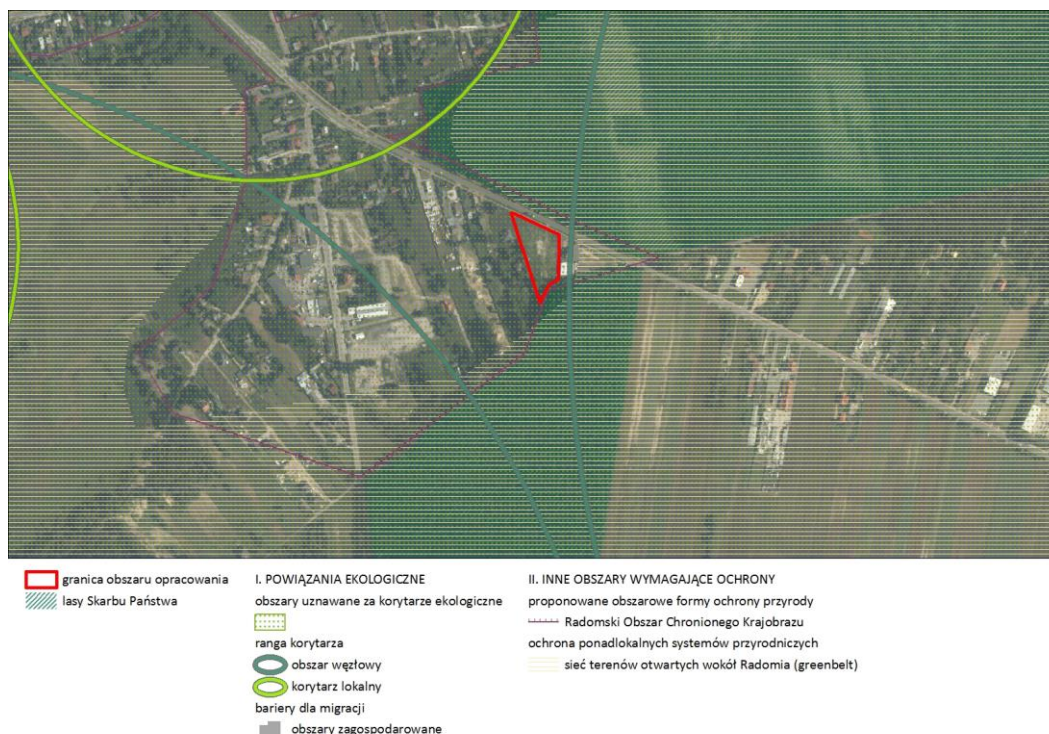 granica obszaru opracowania
lasy Skarbu Państwa
I. POWIĄZANIA EKOLOGICZNE
obszary uznawane za korytarze ekologiczne
ranga korytarza
obszar węzłowy
korytarz lokalny
bariery dla migracji
obszary zagospodarowane
II. INNE OBSZARY WYMAGAJĄCE OCHRONY
proponowane obszarowe formy ochrony przyrody
Radomski Obszar Chronionego Krajobrazu
ochrona ponadlokalnych systemów przyrodniczych
sieć terenów otwartych wokół Radomia (greenbelt)